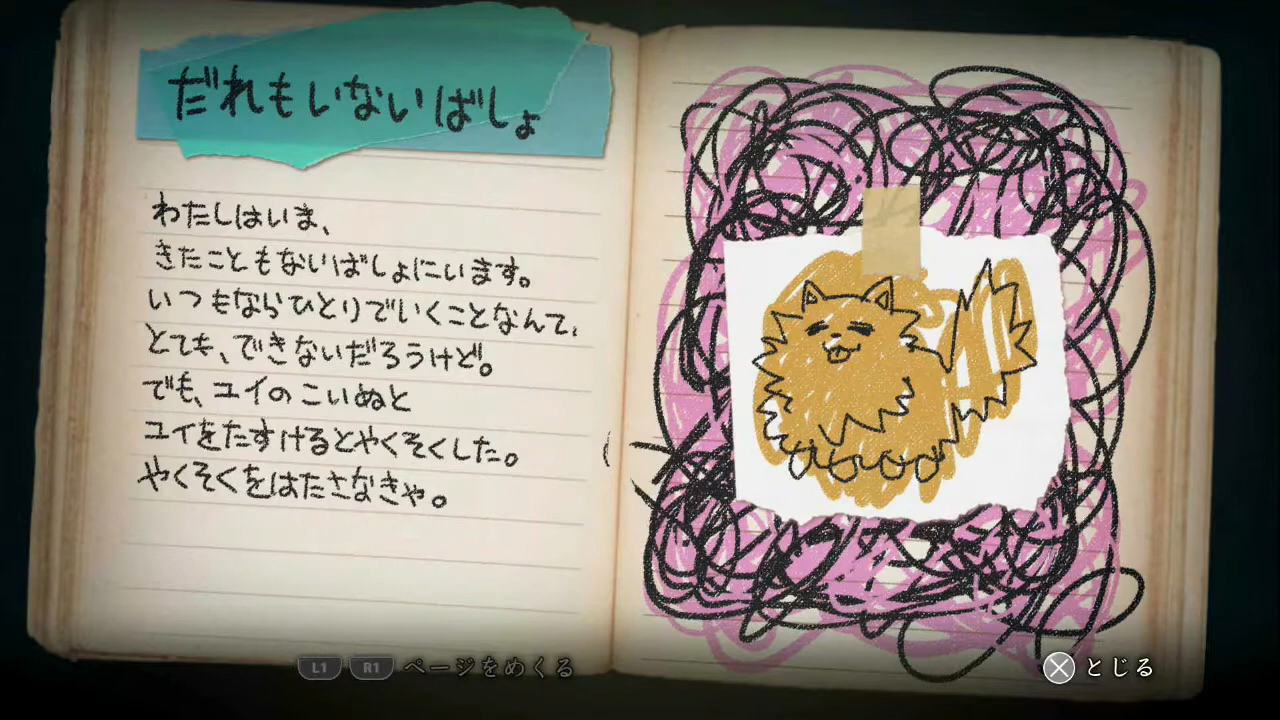 だれもいないばしょ
わたしはいま、
きたこともないばしょにいます。
いつもならひとりでいくことなんて、
とても、できないだろうけど。
でも、ユイのこいぬと
ユイをたすけるとやくそくした。
やくそくをはたさなきゃ。
L1 R1 ページをめくる
とじる